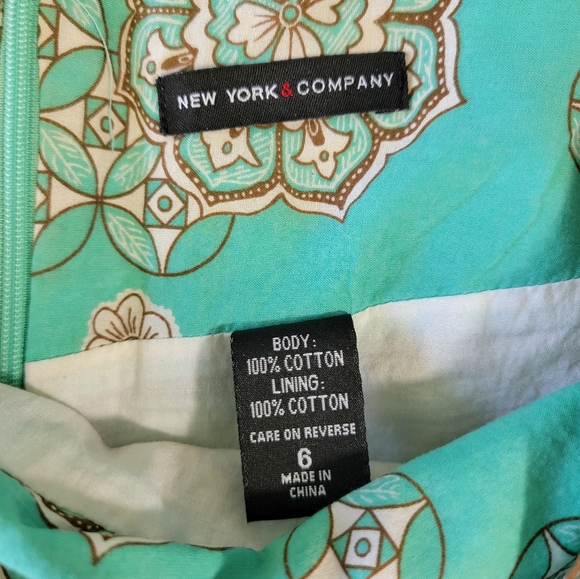 NEW YORK & COMPANY
BODY:
100% COTTON
LINING:
100% COTTON
CARE ON REVERSE
6
MADE IN
CHINA